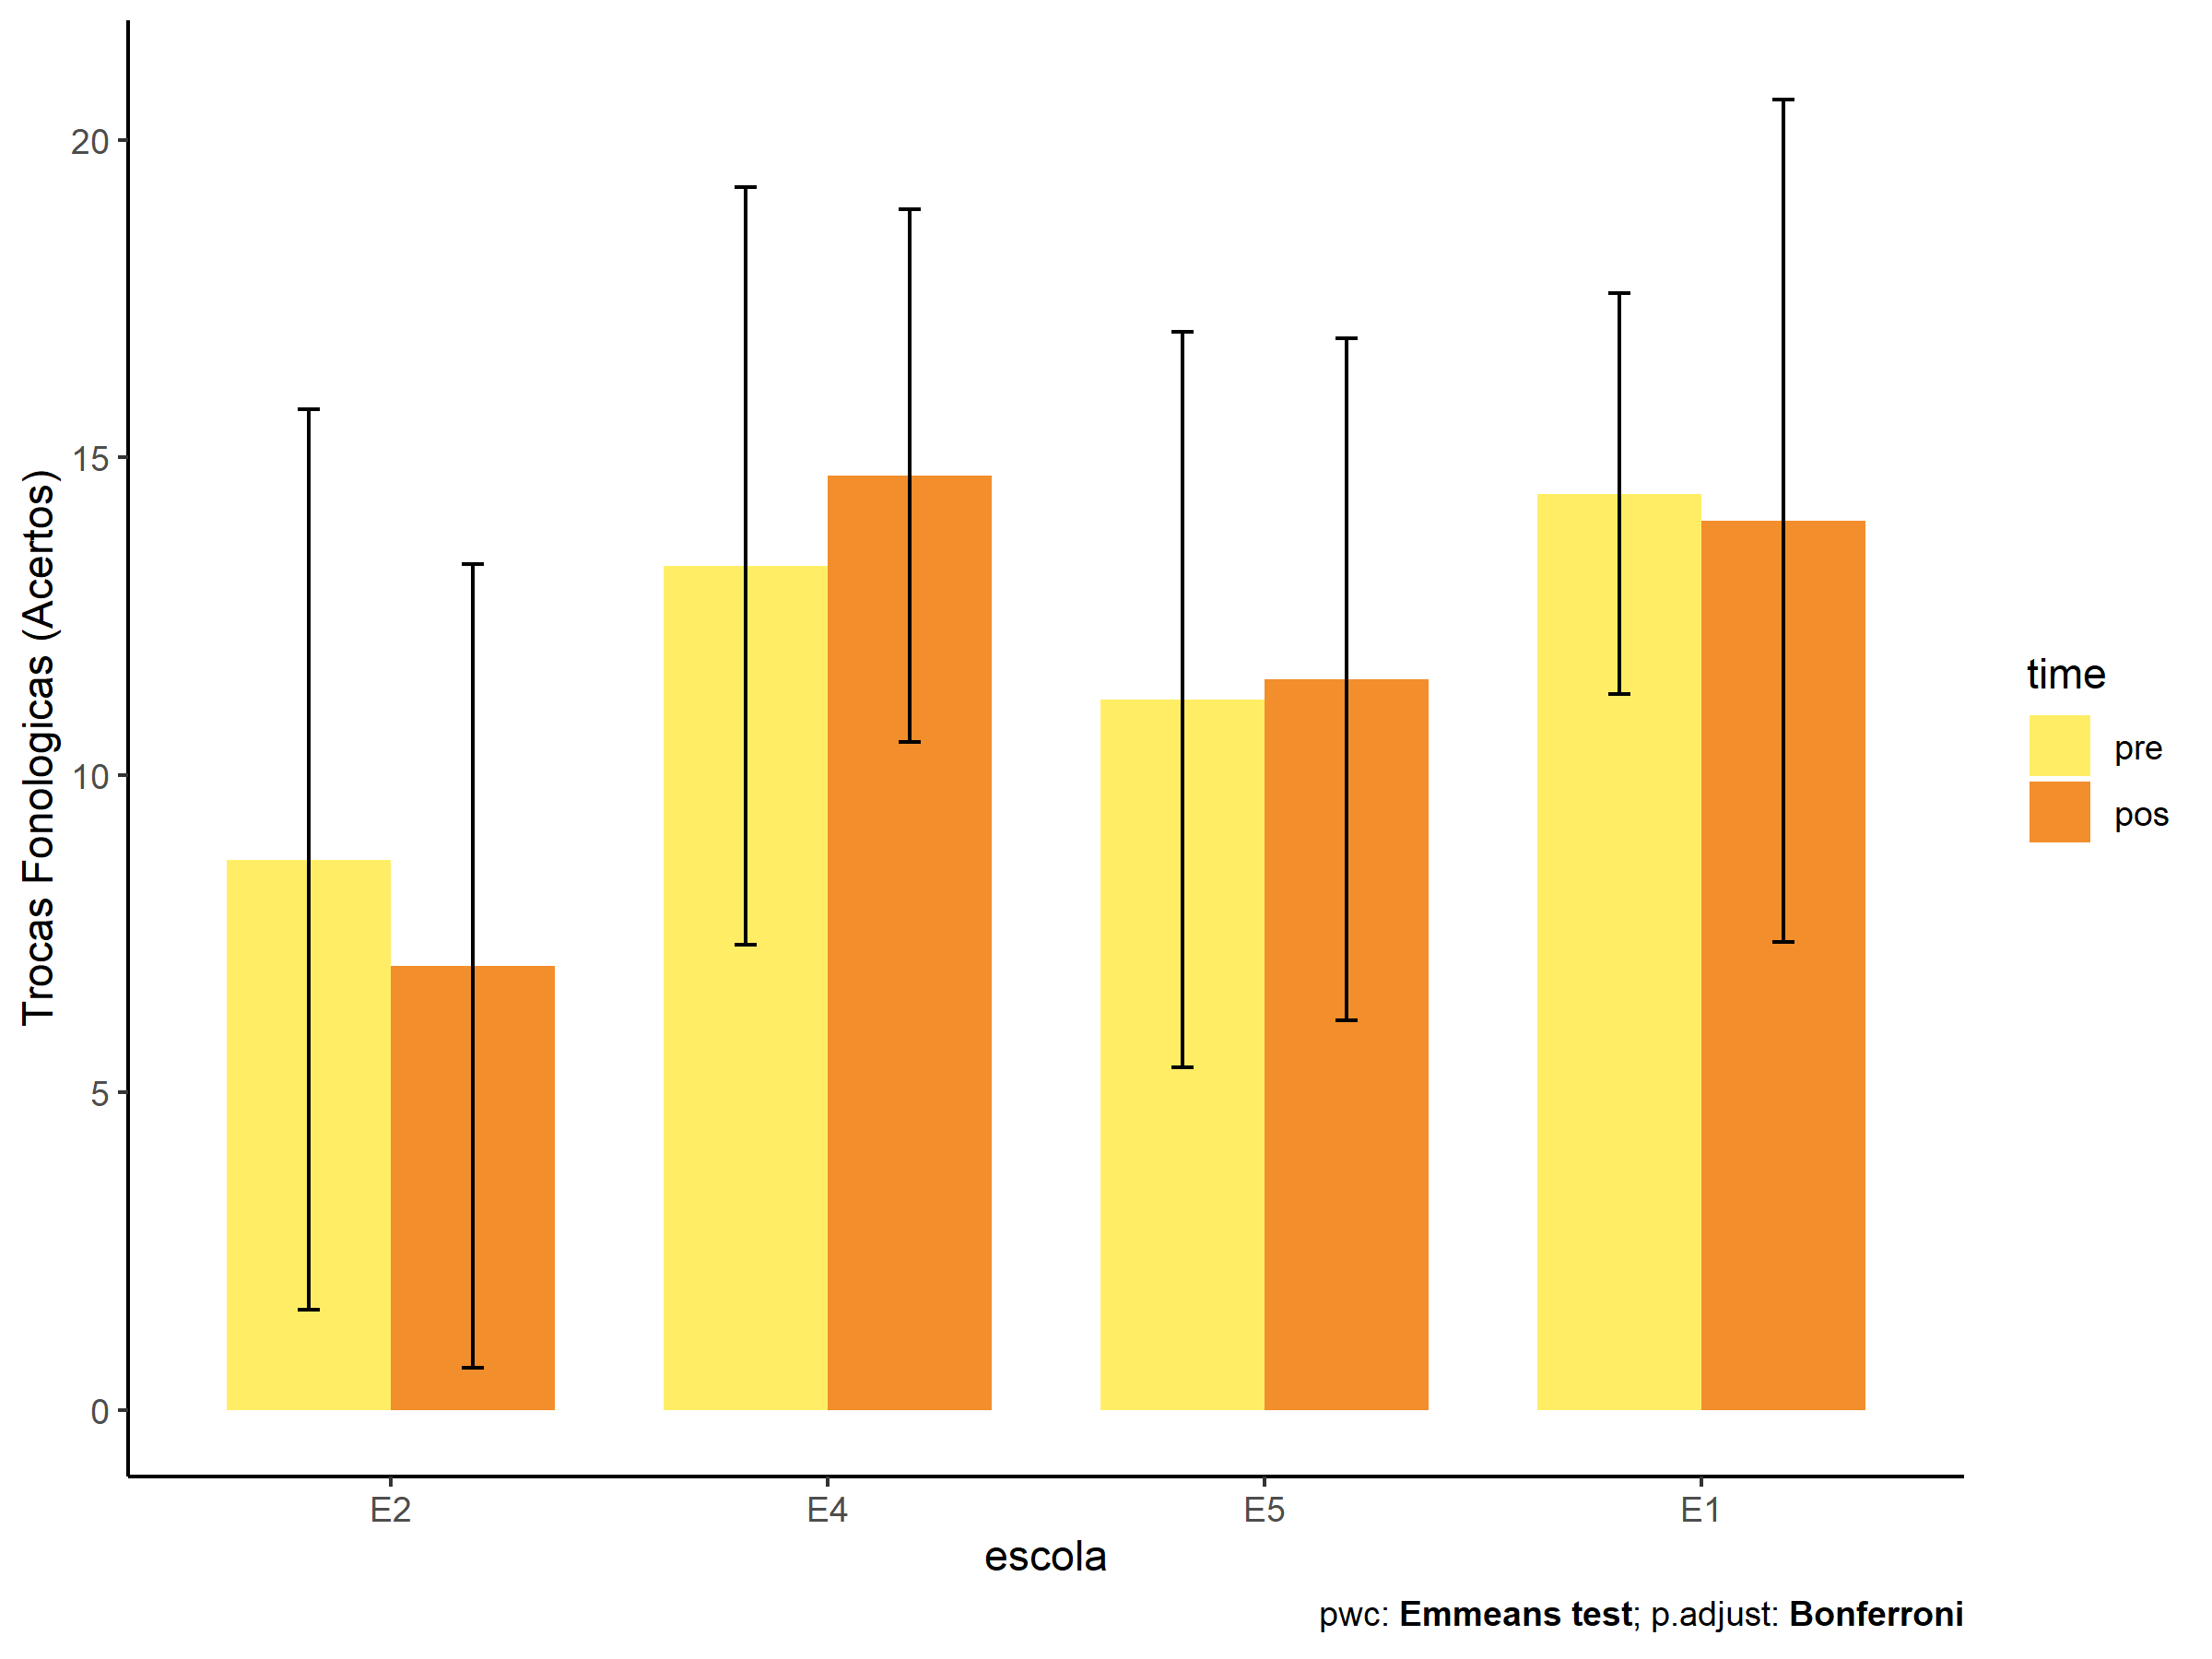 Trocas Fonologicas (Acertos)
20
15
10
5
0
E2
E4
E5
E1
escola
time
pre
pos
pwc: Emmeans test; p.adjust: Bonferroni